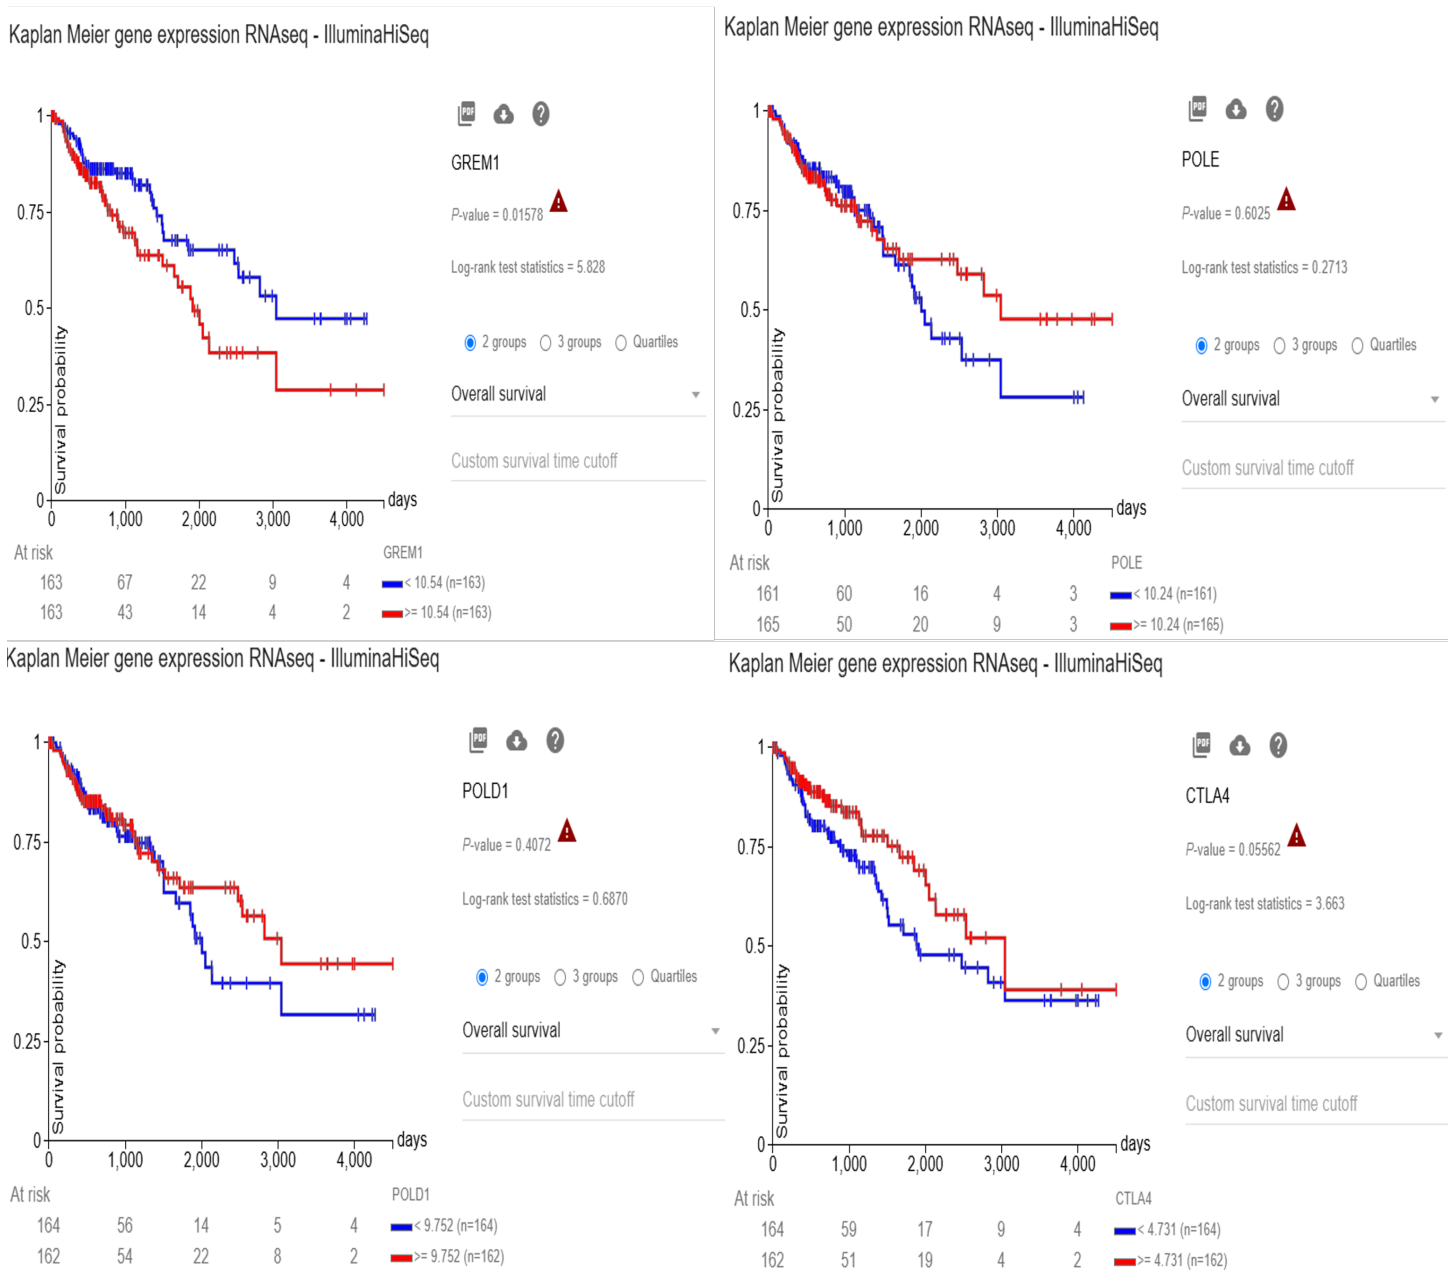 Kaplan Meier gene expression RNAseq - IlluminaHiSeq
PDF
?
GREM1
P-value = 0.01578
!
Log-rank test statistics = 5.828
2 groups 3 groups Quartiles
Overall survival
Custom survival time cutoff
1
0.75
0.5
0.25
0
Survival probability
0 1,000 2,000 3,000 4,000 days
At risk GREM1
163 67 22 9 4 < 10.54 (n=163)
163 43 14 4 2 >= 10.54 (n=163)
Kaplan Meier gene expression RNAseq - IlluminaHiSeq
PDF
?
POLE
P-value = 0.6025
!
Log-rank test statistics = 0.2713
2 groups 3 groups Quartiles
Overall survival
Custom survival time cutoff
1
0.75
0.5
0.25
0
Survival probability
0 1,000 2,000 3,000 4,000 days
At risk POLE
161 60 16 4 3 < 10.24 (n=161)
165 50 20 9 3 >= 10.24 (n=165)
Kaplan Meier gene expression RNAseq - IlluminaHiSeq
PDF
?
POLD1
P-value = 0.4072
!
Log-rank test statistics = 0.6870
2 groups 3 groups Quartiles
Overall survival
Custom survival time cutoff
1
0.75
0.5
0.25
0
Survival probability
0 1,000 2,000 3,000 4,000 days
At risk POLD1
164 56 14 5 4 < 9.752 (n=164)
162 54 22 8 2 >= 9.752 (n=162)
Kaplan Meier gene expression RNAseq - IlluminaHiSeq
PDF
?
CTLA4
P-value = 0.05562
!
Log-rank test statistics = 3.663
2 groups 3 groups Quartiles
Overall survival
Custom survival time cutoff
1
0.75
0.5
0.25
0
Survival probability
0 1,000 2,000 3,000 4,000 days
At risk CTLA4
164 59 17 9 4 < 4.731 (n=164)
162 51 19 4 2 >= 4.731 (n=162)